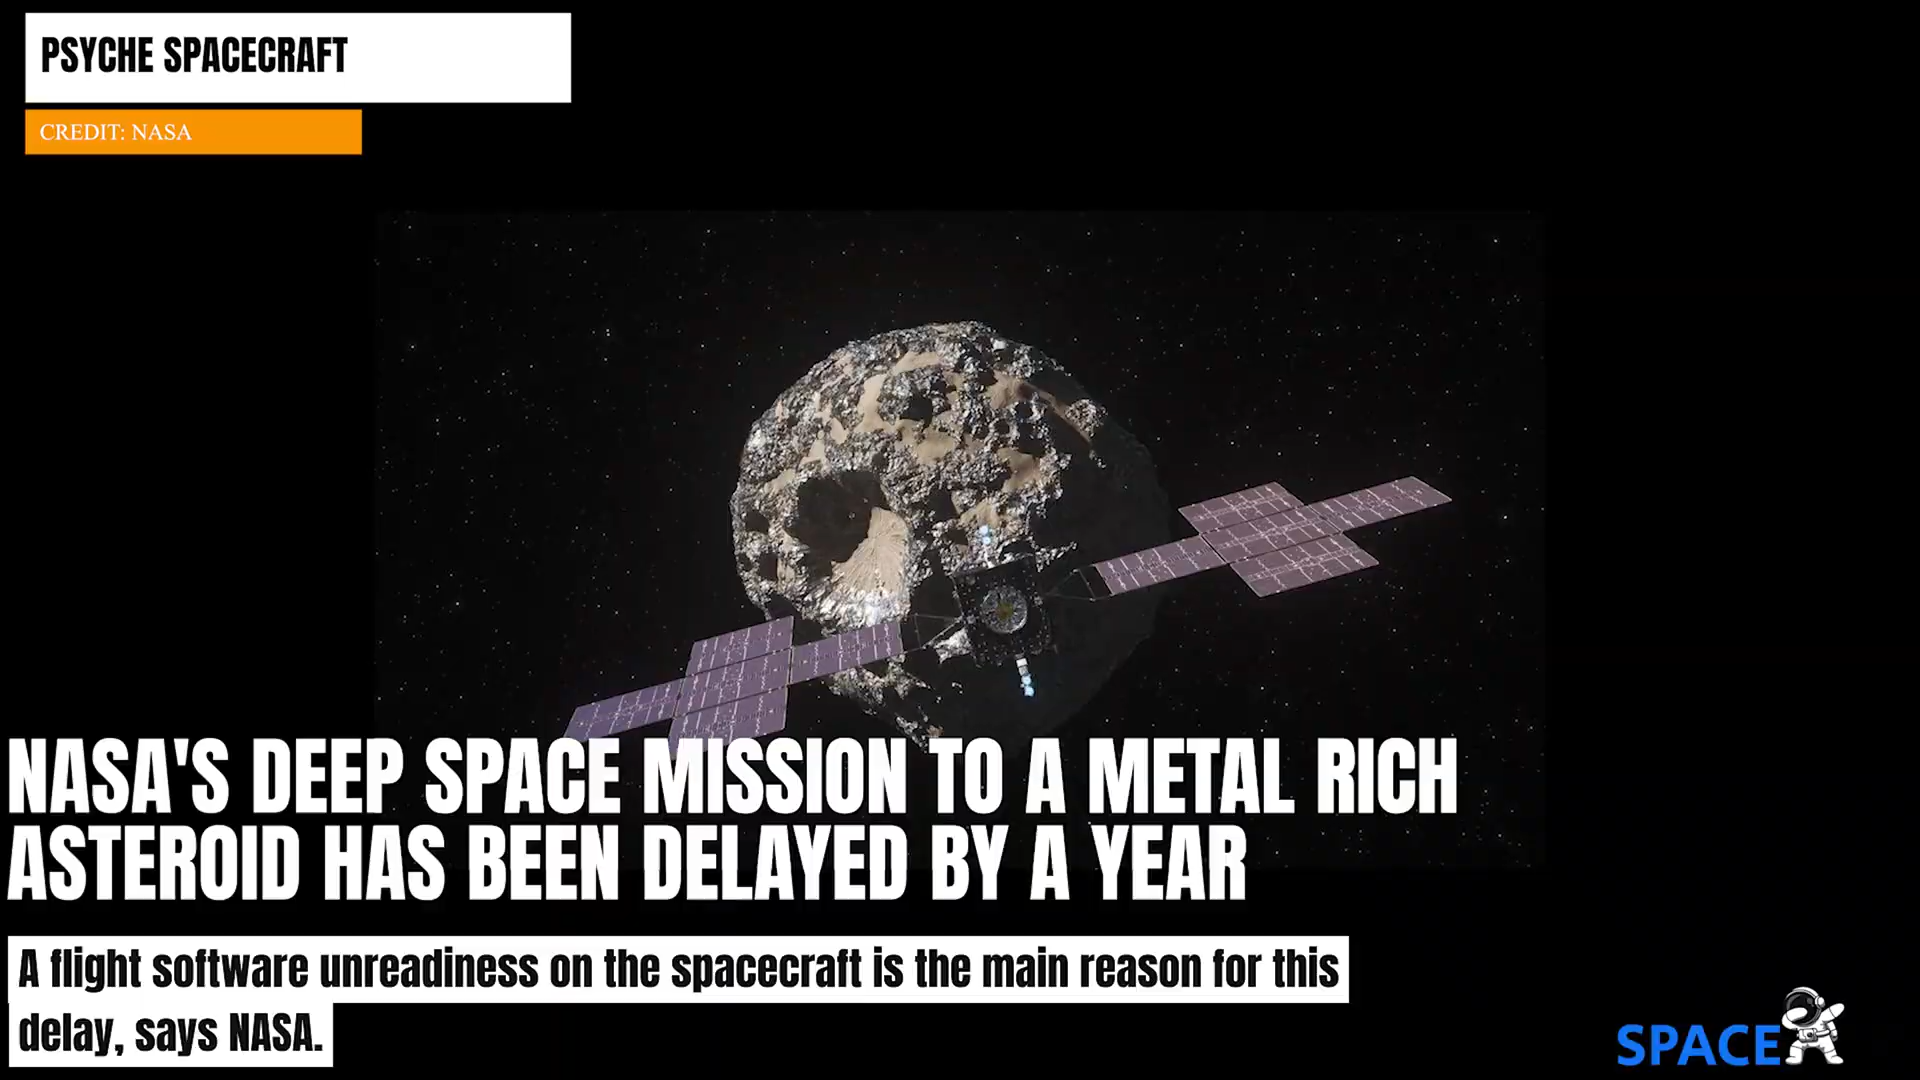 PSYCHE SPACECRAFT
CREDIT: NASA
NASA'S DEEP SPACE MISSION TO A METAL RICH
ASTEROID HAS BEEN DELAYED BY A YEAR
A flight software unreadiness on the spacecraft is the main reason for this
delay, says NASA.
SPACE